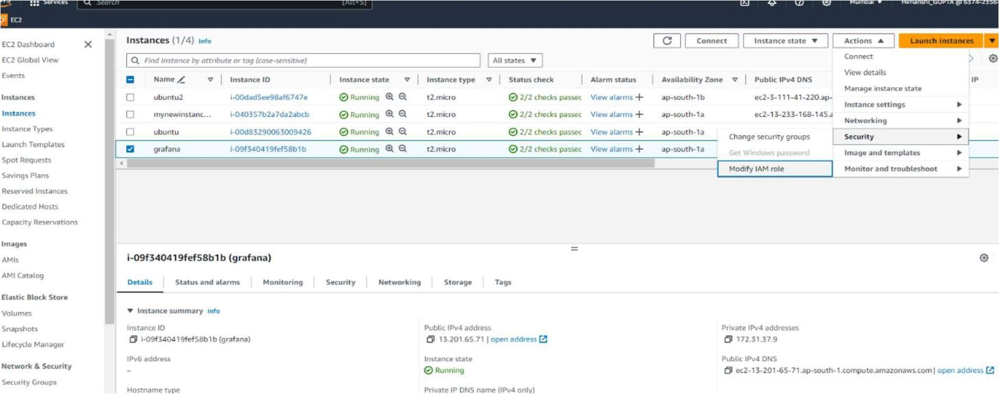 Services
Search
[Alt+S]
Mumbai
Himanshi_GUPTA @ 6374-2356-
EC2
EC2 Dashboard
EC2 Global View
Events
Instances
Instances
Instance Types
Launch Templates
Spot Requests
Savings Plans
Reserved Instances
Dedicated Hosts
Capacity Reservations
Images
AMIs
AMI Catalog
Elastic Block Store
Volumes
Snapshots
Lifecycle Manager
Network & Security
Security Groups
Instances (1/4) Info
Connect
Instance state
Actions
Launch instances
Find Instance by attribute or tag (case-sensitive)
All states
Name Instance ID Instance state Instance type Status check Alarm status Availability Zone Public IPv4 DNS IP
ubuntu2 i-00dad5ee98af6747e Running t2.micro 2/2 checks passec View alarms + ap-south-1b ec2-3-111-41-220.ap-
mynewinstanc... i-040357b2a7da2abcb Running t2.micro 2/2 checks passec View alarms + ap-south-1a ec2-13-233-168-145.a
ubuntu i-00d83290063009426 Running t2.micro 2/2 checks passec View alarms + ap-south-1a
grafana i-09f340419fef58b1b Running t2.micro 2/2 checks passec View alarms + ap-south-1a
Connect
View details
Manage instance state
Instance settings
Networking
Security
Image and templates
Monitor and troubleshoot
Change security groups
Get Windows password
Modify IAM role
i-09f340419fef58b1b (grafana)
Details Status and alarms Monitoring Security Networking Storage Tags
Instance summary Info
Instance ID
i-09f340419fef58b1b (grafana)
Public IPv4 address
13.201.65.71 | open address
Private IPv4 addresses
172.31.37.9
IPv6 address
–
Instance state
Running
Public IPv4 DNS
ec2-13-201-65-71.ap-south-1.compute.amazonaws.com | open address
Hostname type
Private IP DNS name (IPv4 only)